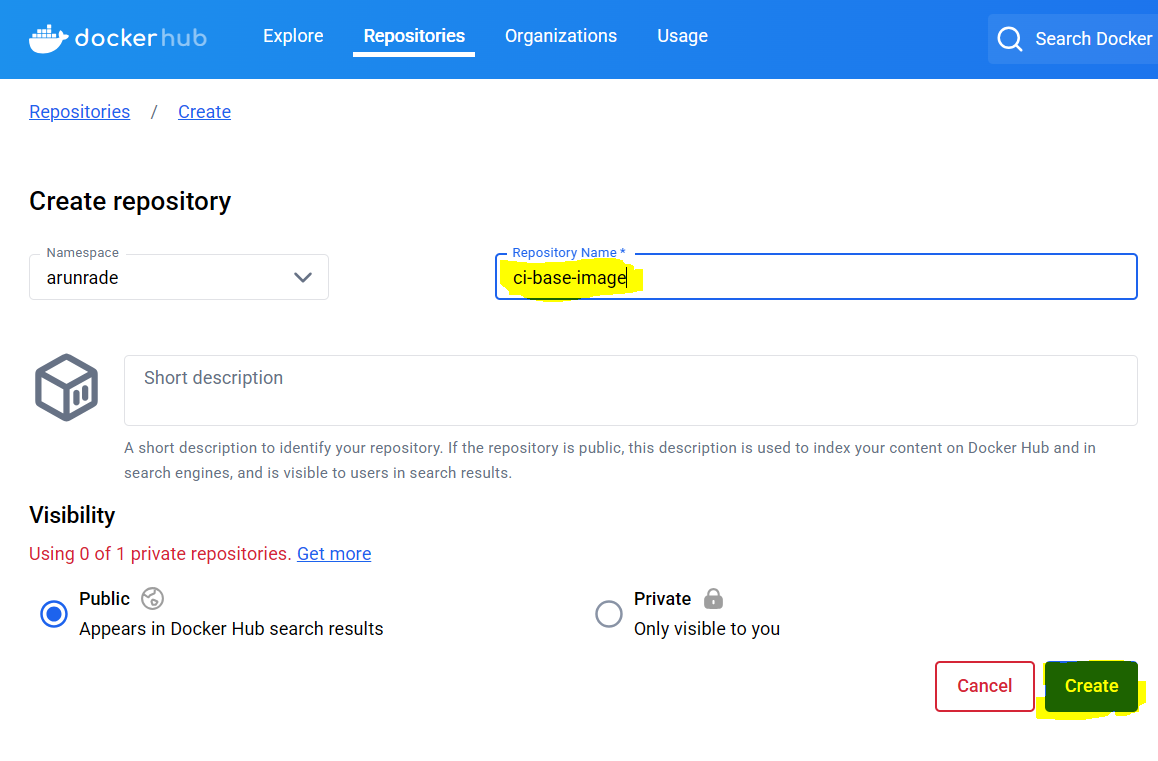 dockerhub Explore Repositories Organizations Usage Search Docker
Repositories / Create
Create repository
Namespace Repository Name *
arunrade ci-base-image
Short description
A short description to identify your repository. If the repository is public, this description is used to index your content on Docker Hub and in
search engines, and is visible to users in search results.
Visibility
Using 0 of 1 private repositories. Get more
Public Private
Appears in Docker Hub search results Only visible to you
Cancel Create